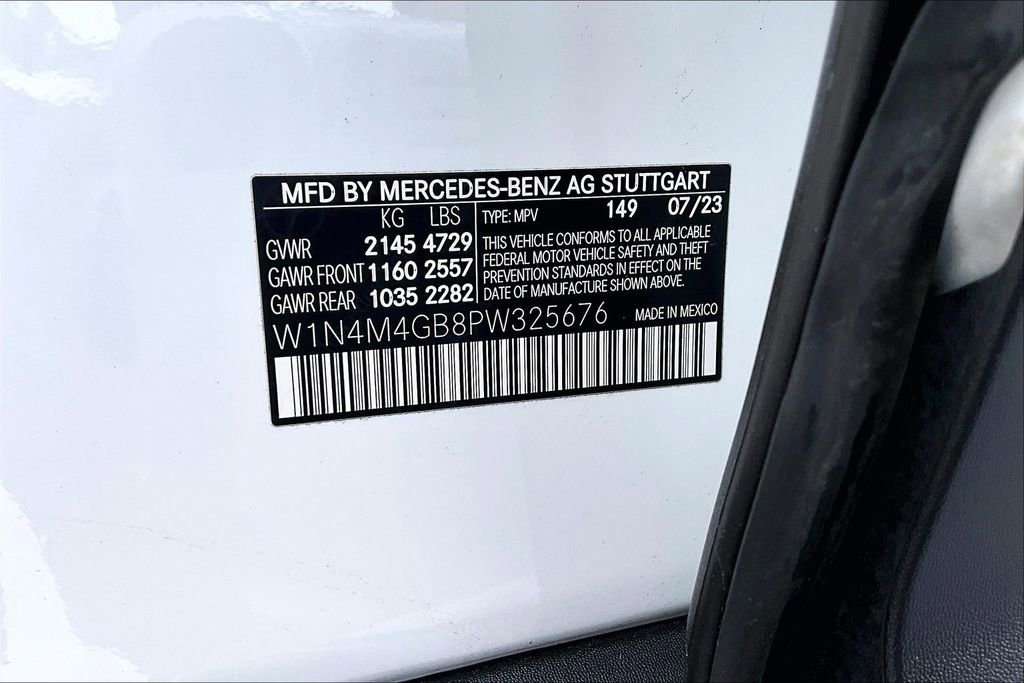 MFD BY MERCEDES-BENZ AG STUTTGART
KG LBS
GVWR 2145 4729
GAWR FRONT 1160 2557
GAWR REAR 1035 2282
TYPE: MPV 149 07/23
THIS VEHICLE CONFORMS TO ALL APPLICABLE
FEDERAL MOTOR VEHICLE SAFETY AND THEFT
PREVENTION STANDARDS IN EFFECT ON THE
DATE OF MANUFACTURE SHOWN ABOVE.
W1N4M4GB8PW325676 MADE IN MEXICO